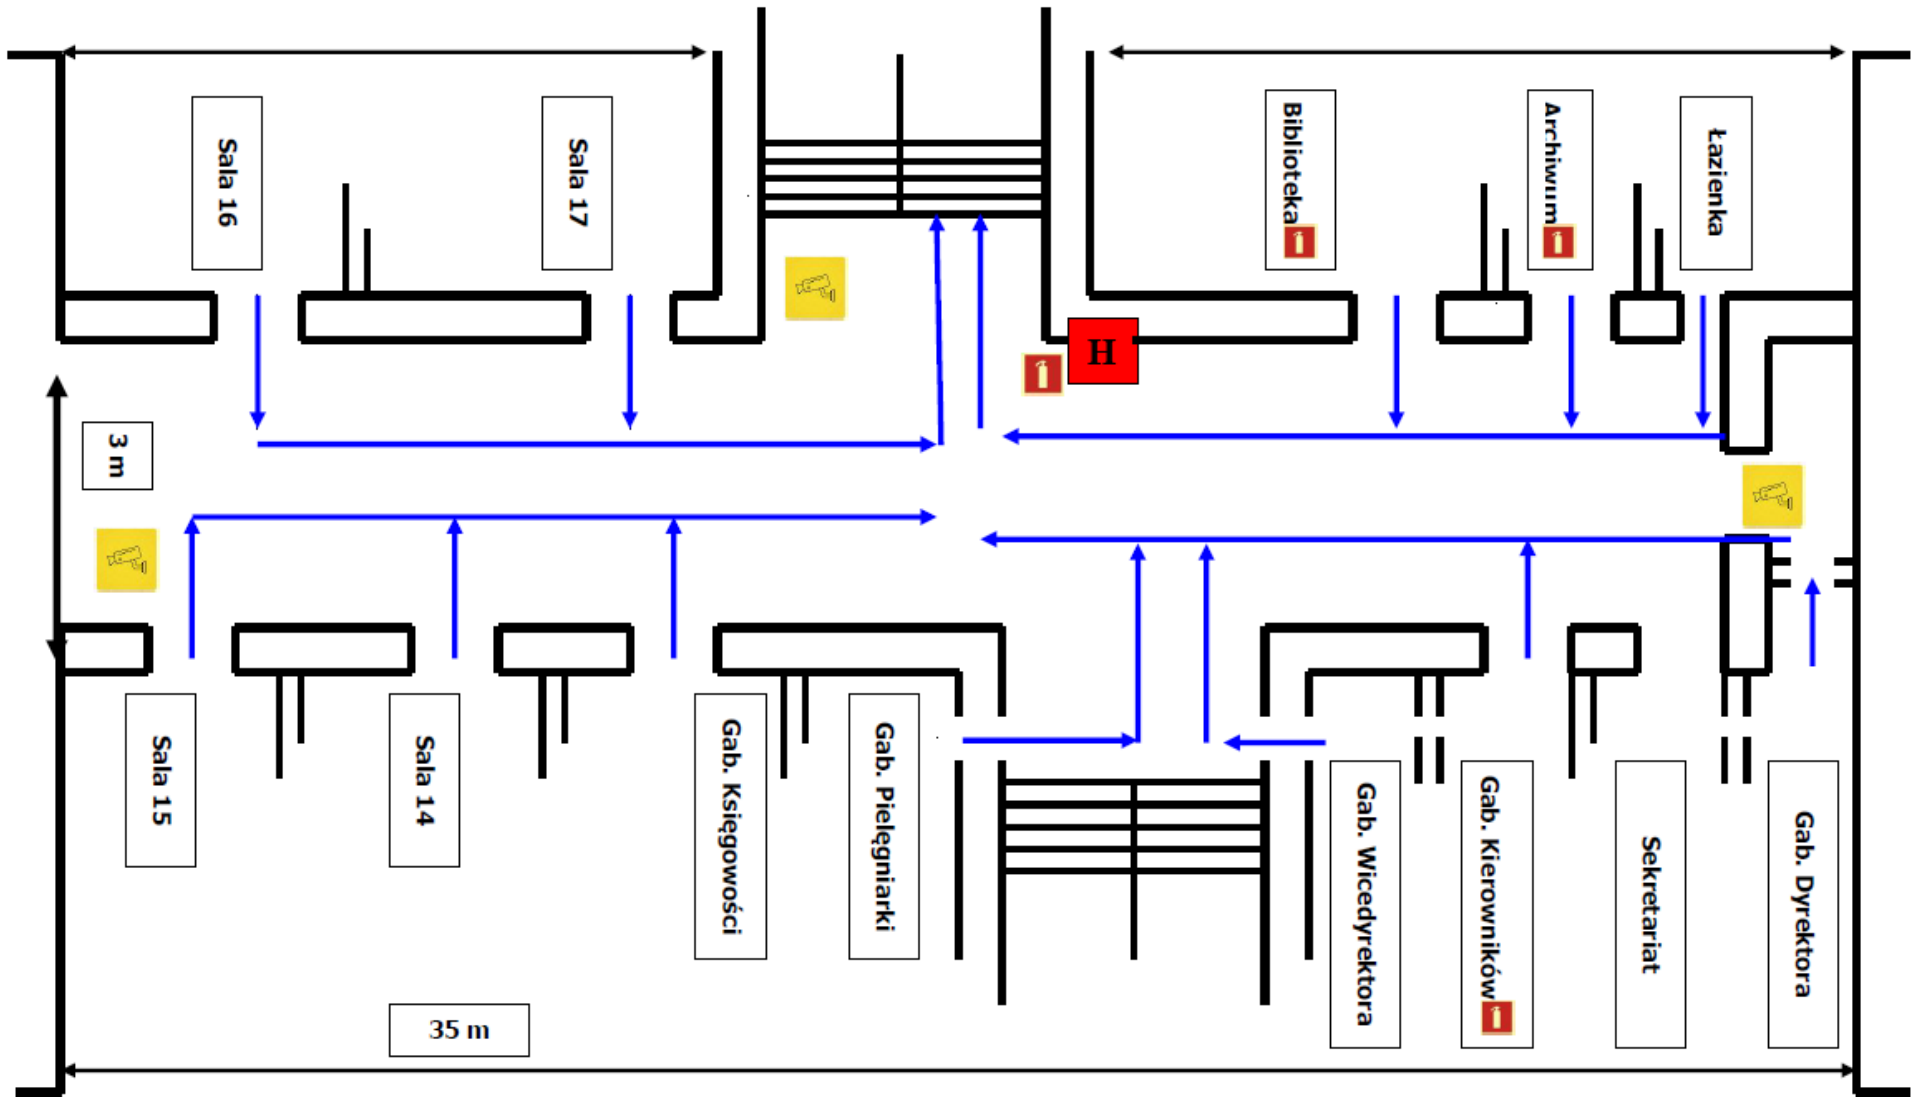 Sala 16
Sala 17
Biblioteka
Archiwum
Łazienka
H
3 m
Sala 15
Sala 14
Gab. Księgowości
Gab. Pielęgniarki
Gab. Wicedyrektora
Gab. Kierowników
Sekretariat
Gab. Dyrektora
35 m